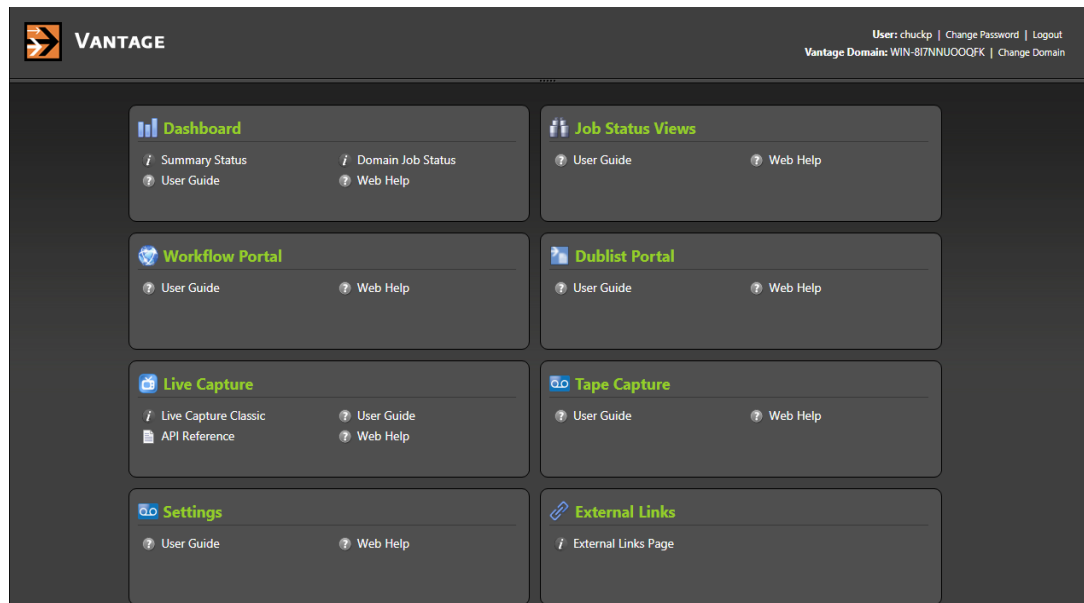 VANTAGE
User: chuckp | Change Password | Logout
Vantage Domain: WIN-8I7NNUOOQFK | Change Domain
Dashboard
Summary Status
Domain Job Status
User Guide
Web Help
Job Status Views
User Guide
Web Help
Workflow Portal
User Guide
Web Help
Dublist Portal
User Guide
Web Help
Live Capture
Live Capture Classic
User Guide
API Reference
Web Help
Tape Capture
User Guide
Web Help
Settings
User Guide
Web Help
External Links
External Links Page